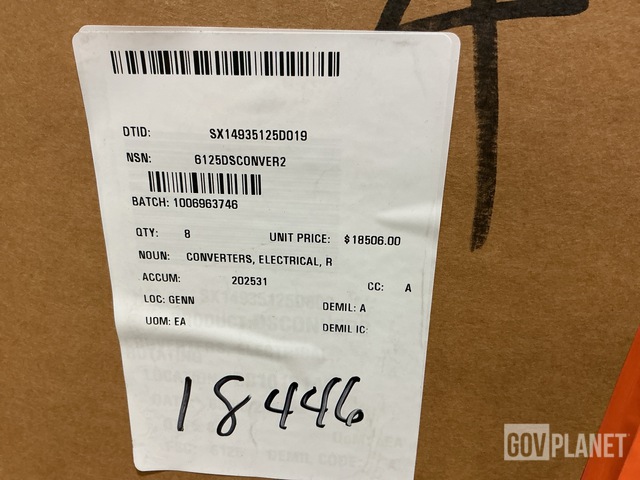 4
DTID: SX14935125D019
NSN: 6125DSCONVER2
BATCH: 1006963746
QTY: 8 UNIT PRICE: $18506.00
NOUN: CONVERTERS, ELECTRICAL, R
ACCUM: 202531 CC: A
LOC: GENN DEMIL: A
UOM: EA DEMIL IC:
18446
GOVPLANET